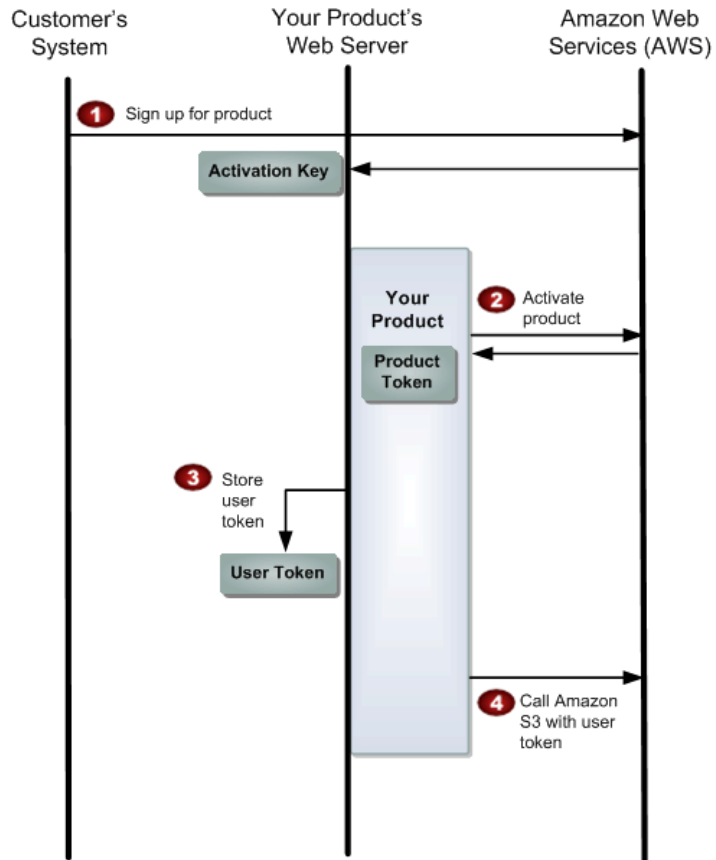 Customer's
System
Your Product's
Web Server
Amazon Web
Services (AWS)
1 Sign up for product
Activation Key
Your
Product
2 Activate
product
Product
Token
3 Store
user
token
User Token
4 Call Amazon
S3 with user
token